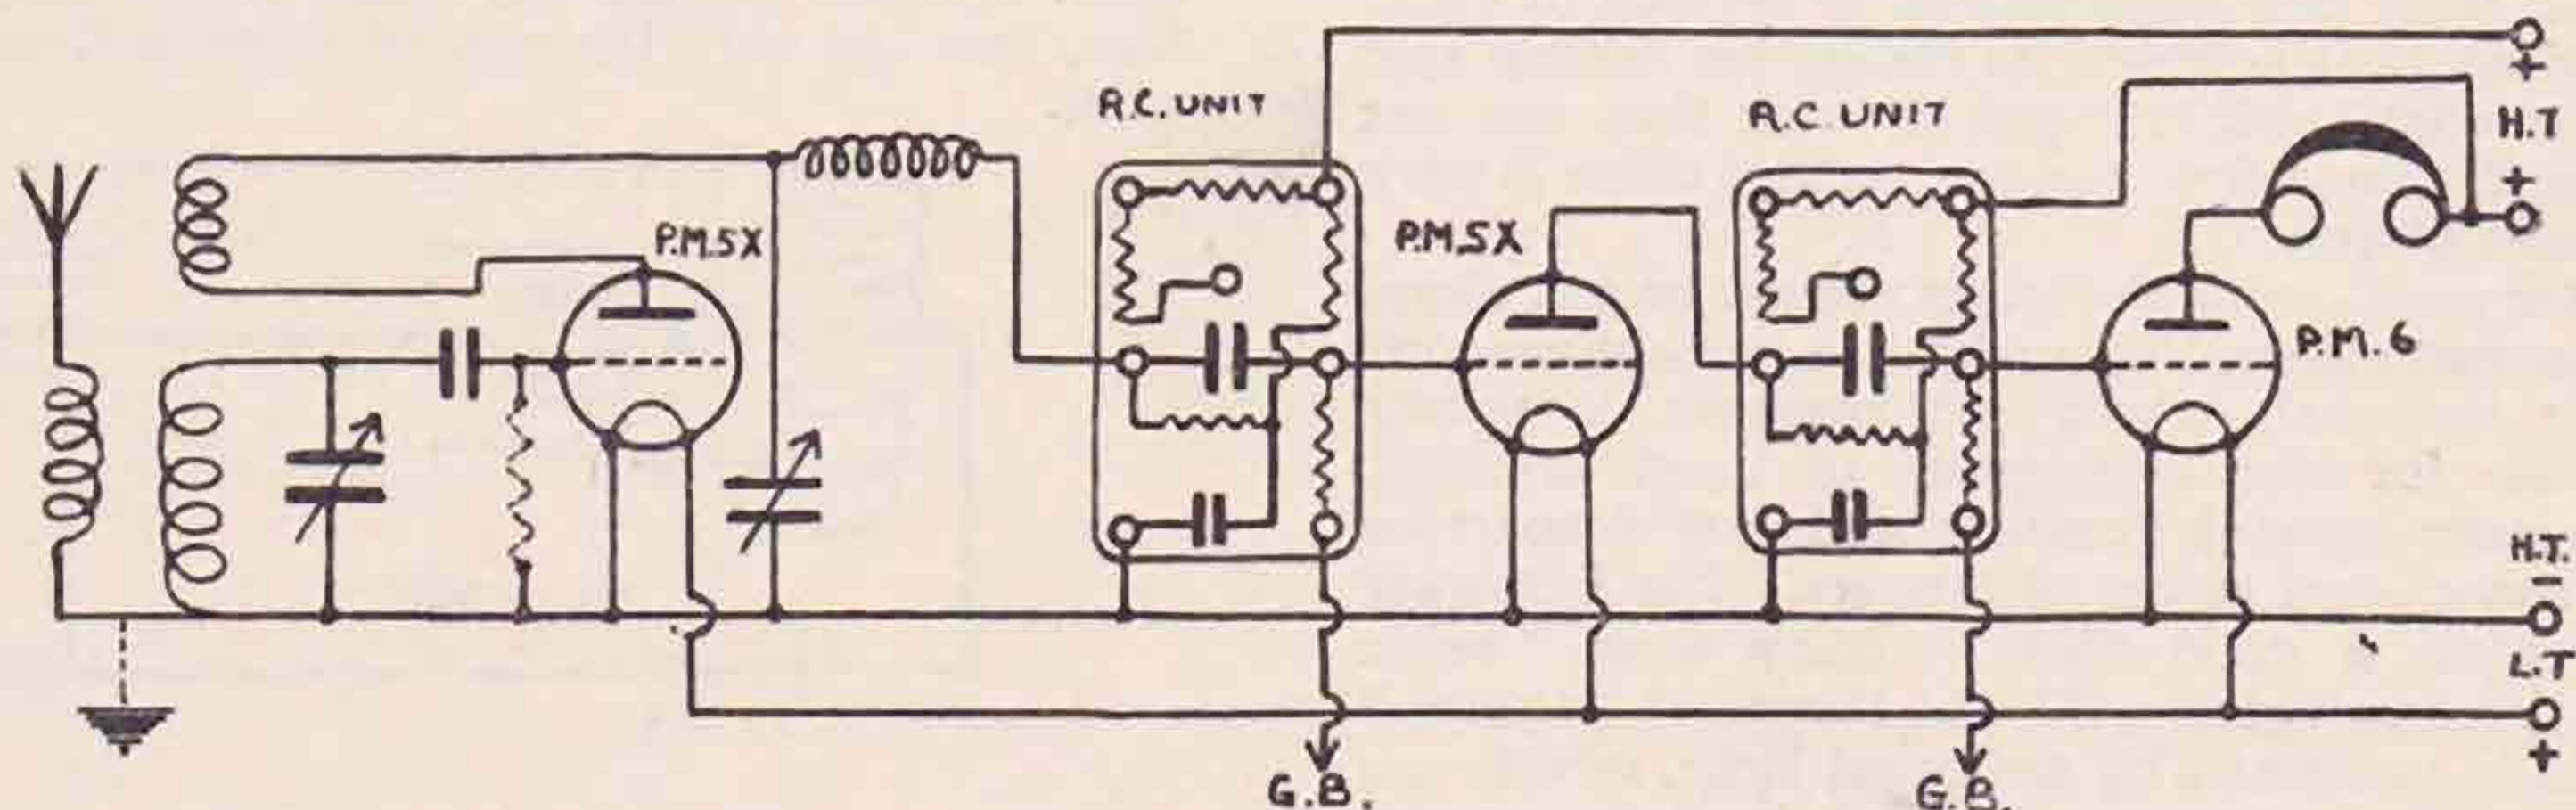 R.C. UNIT
R.C. UNIT
+
H.T
+
P.M.5X
P.M.5X
P.M.6
H.T.
−
L.T
+
G.B.
G.B.